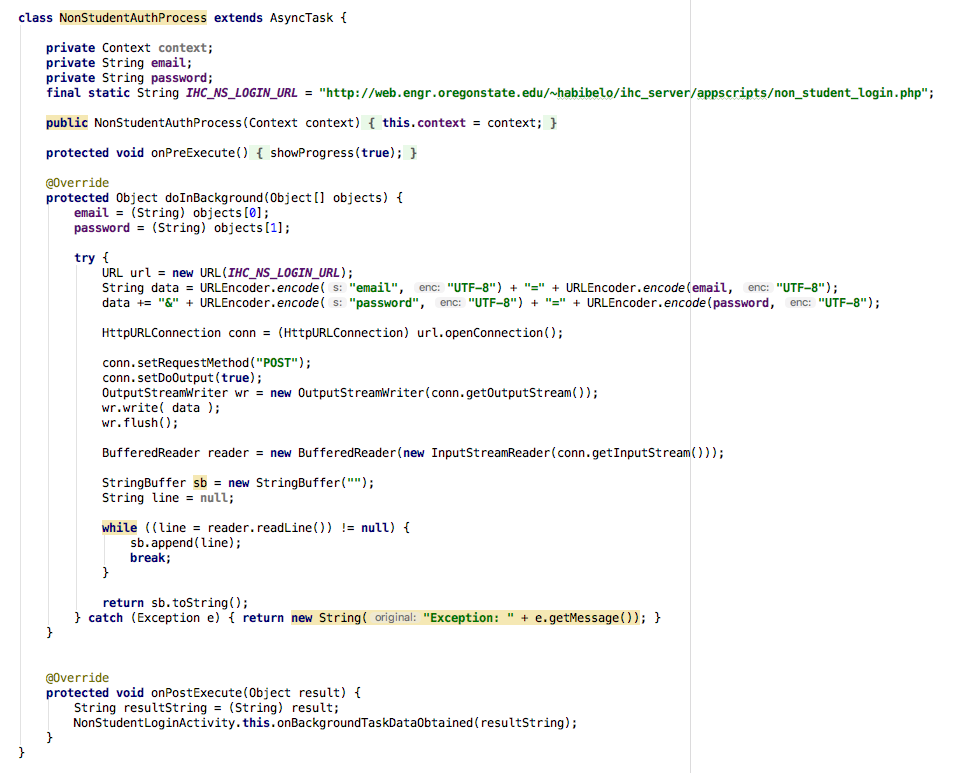 class NonStudentAuthProcess extends AsyncTask {
private Context context;
private String email;
private String password;
final static String IHC_NS_LOGIN_URL = "http://web.engr.oregonstate.edu/~habibelo/ihc_server/appscripts/non_student_login.php";
public NonStudentAuthProcess(Context context) { this.context = context; }
protected void onPreExecute() { showProgress(true); }
@Override
protected Object doInBackground(Object[] objects) {
email = (String) objects[0];
password = (String) objects[1];
try {
URL url = new URL(IHC_NS_LOGIN_URL);
String data = URLEncoder.encode( s: "email", enc: "UTF-8") + "=" + URLEncoder.encode(email, enc: "UTF-8");
data += "&" + URLEncoder.encode( s: "password", enc: "UTF-8") + "=" + URLEncoder.encode(password, enc: "UTF-8");
HttpURLConnection conn = (HttpURLConnection) url.openConnection();
conn.setRequestMethod("POST");
conn.setDoOutput(true);
OutputStreamWriter wr = new OutputStreamWriter(conn.getOutputStream());
wr.write( data );
wr.flush();
BufferedReader reader = new BufferedReader(new InputStreamReader(conn.getInputStream()));
StringBuffer sb = new StringBuffer("");
String line = null;
while ((line = reader.readLine()) != null) {
sb.append(line);
break;
}
return sb.toString();
} catch (Exception e) { return new String( original: "Exception: " + e.getMessage()); }
}
@Override
protected void onPostExecute(Object result) {
String resultString = (String) result;
NonStudentLoginActivity.this.onBackgroundTaskDataObtained(resultString);
}
}